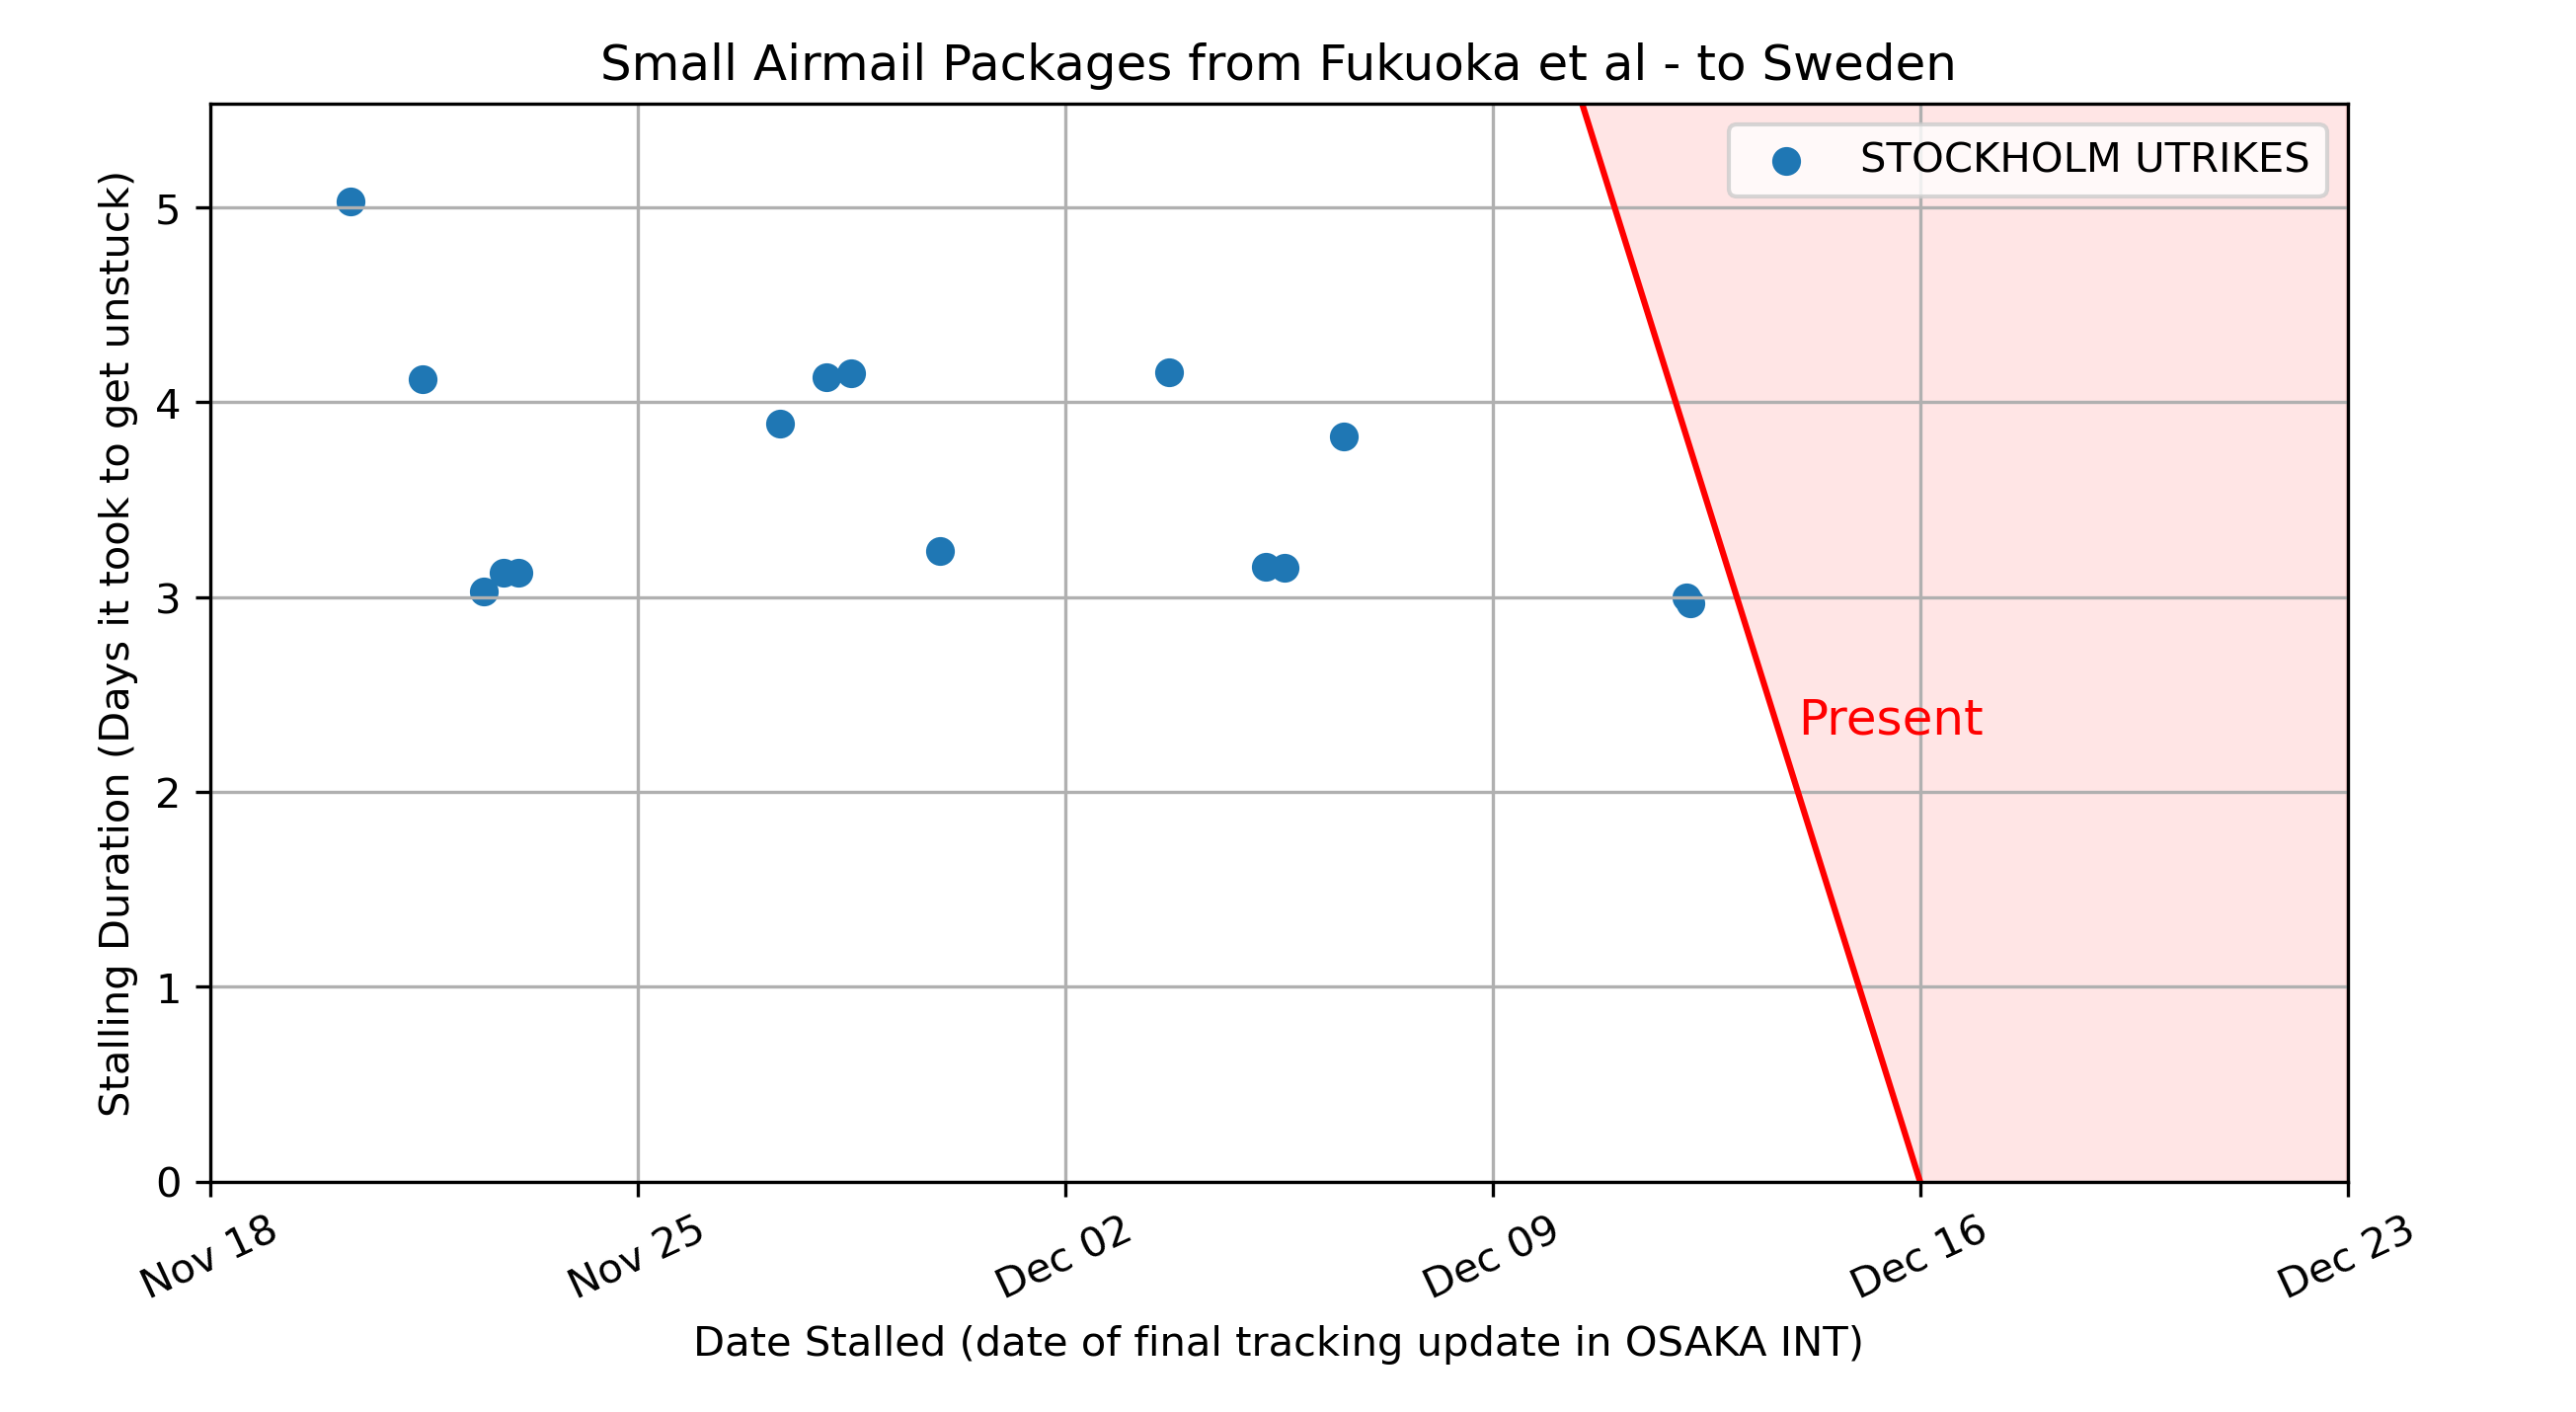 Small Airmail Packages from Fukuoka et al - to Sweden
STOCKHOLM UTRIKES
Stalling Duration (Days it took to get unstuck)
5
4
3
2
1
0
Present
Nov 18
Nov 25
Dec 02
Dec 09
Dec 16
Dec 23
Date Stalled (date of final tracking update in OSAKA INT)